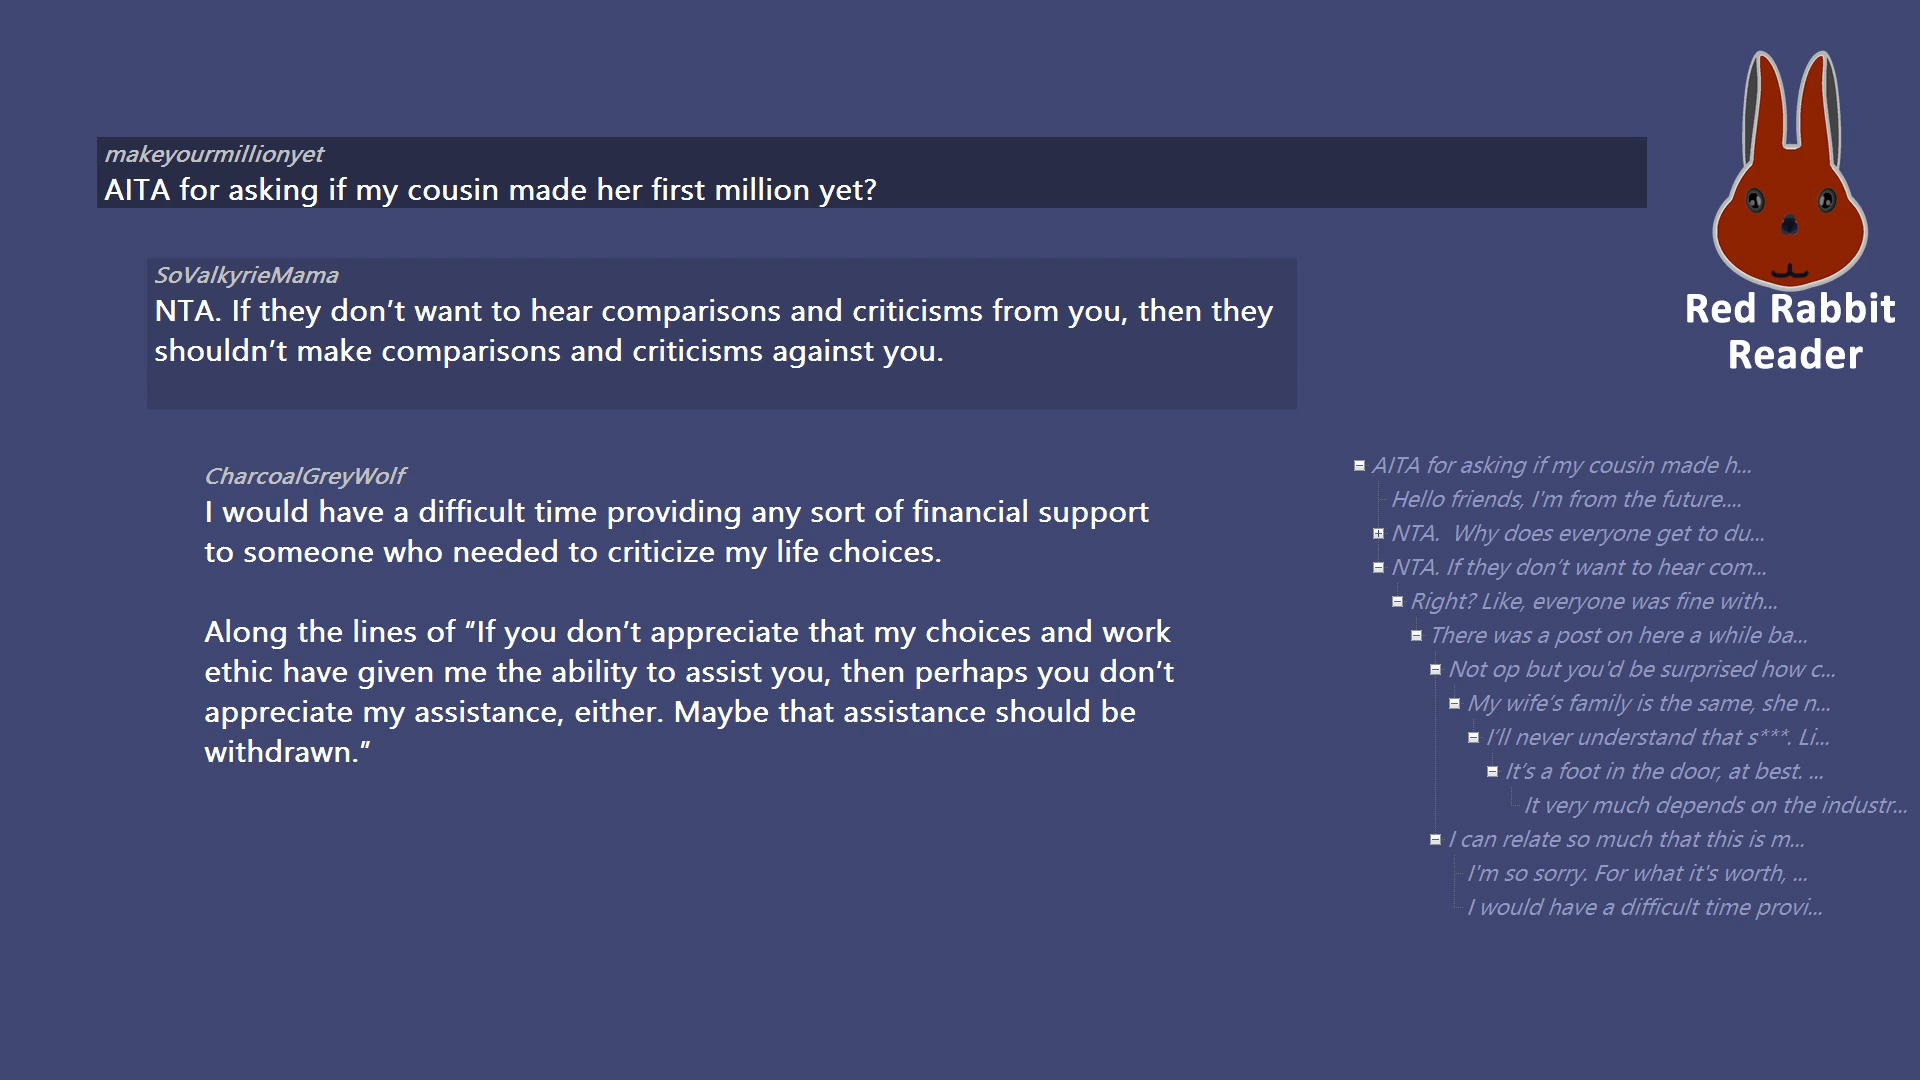 makeyourmillionyet
AITA for asking if my cousin made her first million yet?
SoValkyrieMama
NTA. If they don’t want to hear comparisons and criticisms from you, then they
shouldn’t make comparisons and criticisms against you.
CharcoalGreyWolf
I would have a difficult time providing any sort of financial support
to someone who needed to criticize my life choices.
Along the lines of “If you don’t appreciate that my choices and work
ethic have given me the ability to assist you, then perhaps you don’t
appreciate my assistance, either. Maybe that assistance should be
withdrawn.”
Red Rabbit
Reader
AITA for asking if my cousin made h...
Hello friends, I'm from the future....
NTA.  Why does everyone get to du...
NTA. If they don’t want to hear com...
Right? Like, everyone was fine with...
There was a post on here a while ba...
Not op but you'd be surprised how c...
My wife’s family is the same, she n...
I’ll never understand that s***. Li...
It’s a foot in the door, at best. ...
It very much depends on the industr...
I can relate so much that this is m...
I'm so sorry. For what it's worth, ...
I would have a difficult time provi...